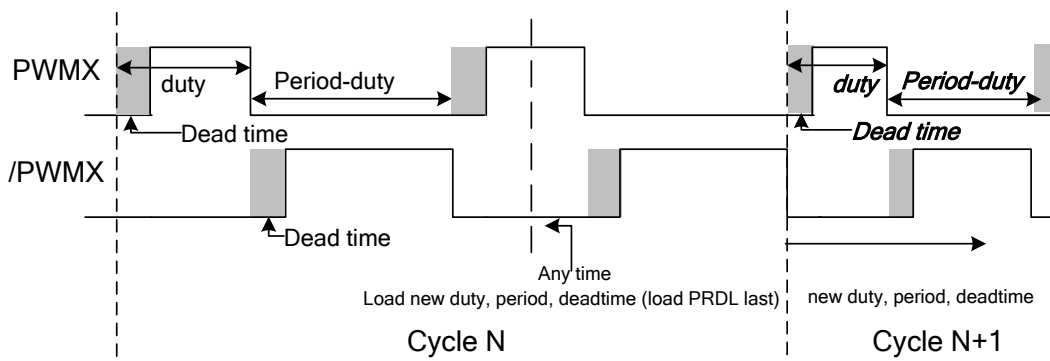 PWMX
duty
Period-duty
duty
Period-duty
Dead time
Dead time
/PWMX
Dead time
Any time
Load new duty, period, deadtime (load PRDL last)
new duty, period, deadtime
Cycle N
Cycle N+1